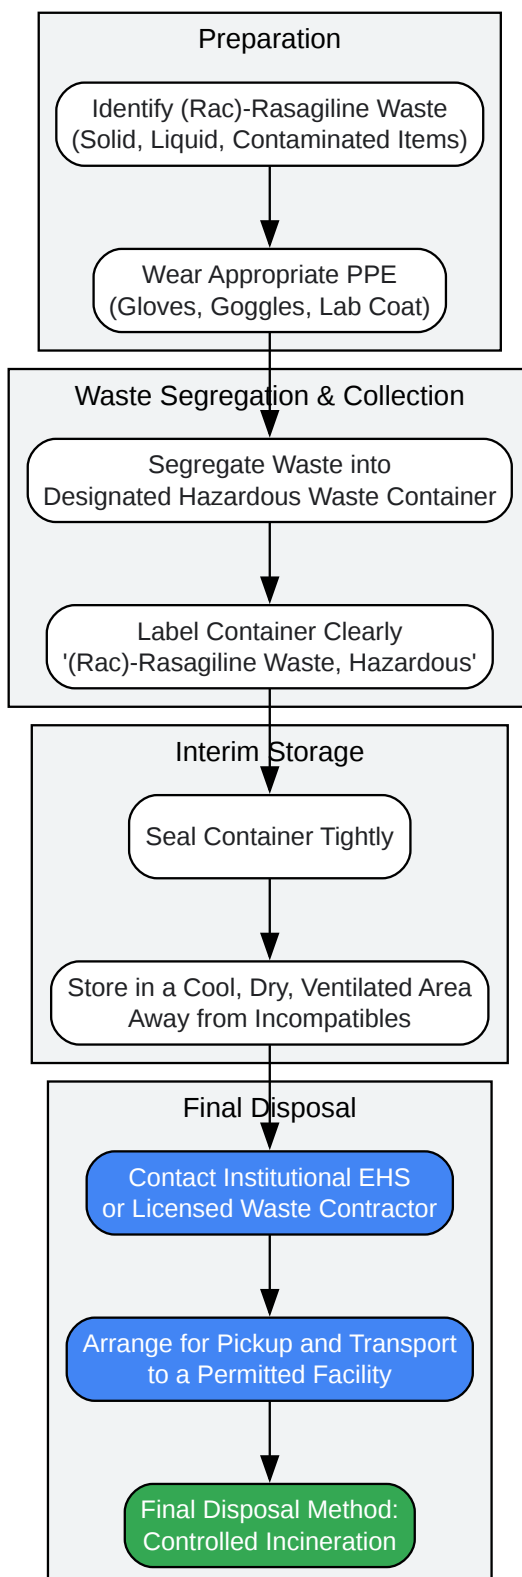 Preparation
Identify (Rac)-Rasagiline Waste
(Solid, Liquid, Contaminated Items)
Wear Appropriate PPE
(Gloves, Goggles, Lab Coat)
Waste Segregation & Collection
Segregate Waste into
Designated Hazardous Waste Container
Label Container Clearly
'(Rac)-Rasagiline Waste, Hazardous'
Interim Storage
Seal Container Tightly
Store in a Cool, Dry, Ventilated Area
Away from Incompatibles
Final Disposal
Contact Institutional EHS
or Licensed Waste Contractor
Arrange for Pickup and Transport
to a Permitted Facility
Final Disposal Method:
Controlled Incineration